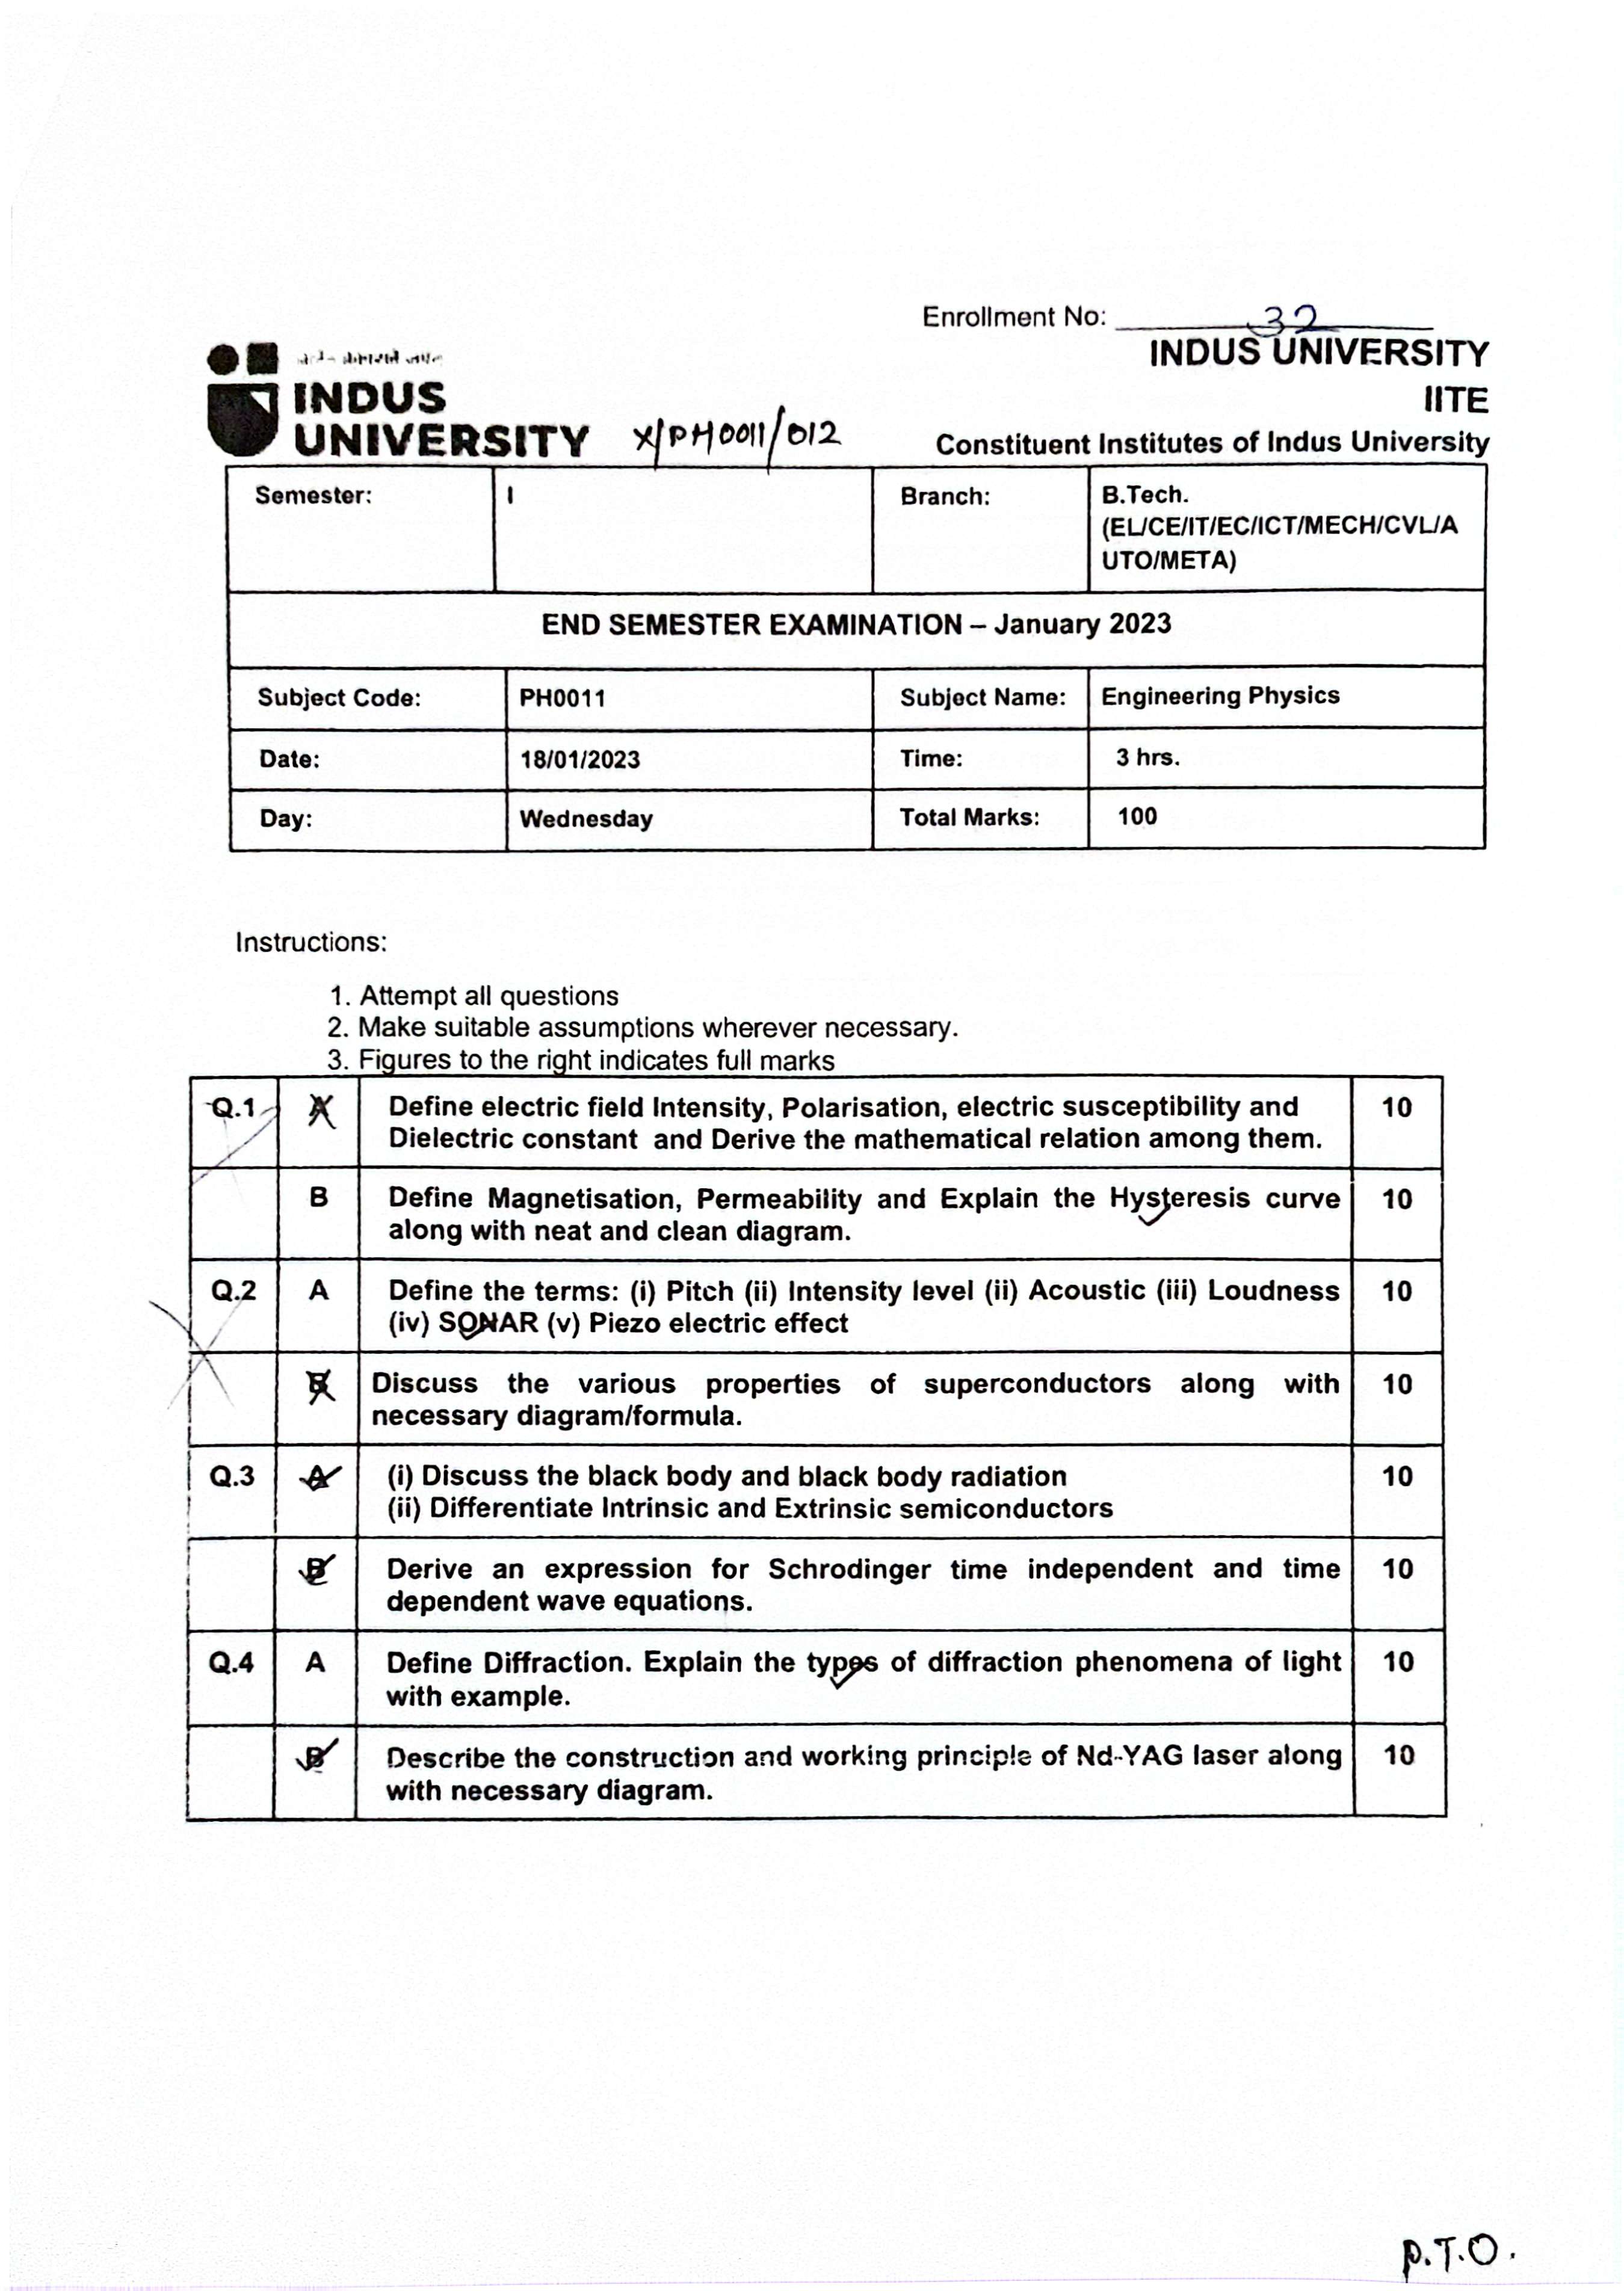 Enrollment No: 32
INDUS UNIVERSITY
IITE
Constituent Institutes of Indus University
INDUS
UNIVERSITY
X/PH0011/012
Semester: I Branch: B.Tech.
(EL/CE/IT/EC/ICT/MECH/CVL/A
UTO/META)
END SEMESTER EXAMINATION – January 2023
Subject Code: PH0011 Subject Name: Engineering Physics
Date: 18/01/2023 Time: 3 hrs.
Day: Wednesday Total Marks: 100
Instructions:
1. Attempt all questions
2. Make suitable assumptions wherever necessary.
3. Figures to the right indicates full marks
Q.1 A Define electric field Intensity, Polarisation, electric susceptibility and 10
Dielectric constant and Derive the mathematical relation among them.
B Define Magnetisation, Permeability and Explain the Hysteresis curve 10
along with neat and clean diagram.
Q.2 A Define the terms: (i) Pitch (ii) Intensity level (ii) Acoustic (iii) Loudness 10
(iv) SONAR (v) Piezo electric effect
B Discuss the various properties of superconductors along with 10
necessary diagram/formula.
Q.3 A (i) Discuss the black body and black body radiation 10
(ii) Differentiate Intrinsic and Extrinsic semiconductors
B Derive an expression for Schrodinger time independent and time 10
dependent wave equations.
Q.4 A Define Diffraction. Explain the types of diffraction phenomena of light 10
with example.
B Describe the construction and working principle of Nd-YAG laser along 10
with necessary diagram.
P.T.O.